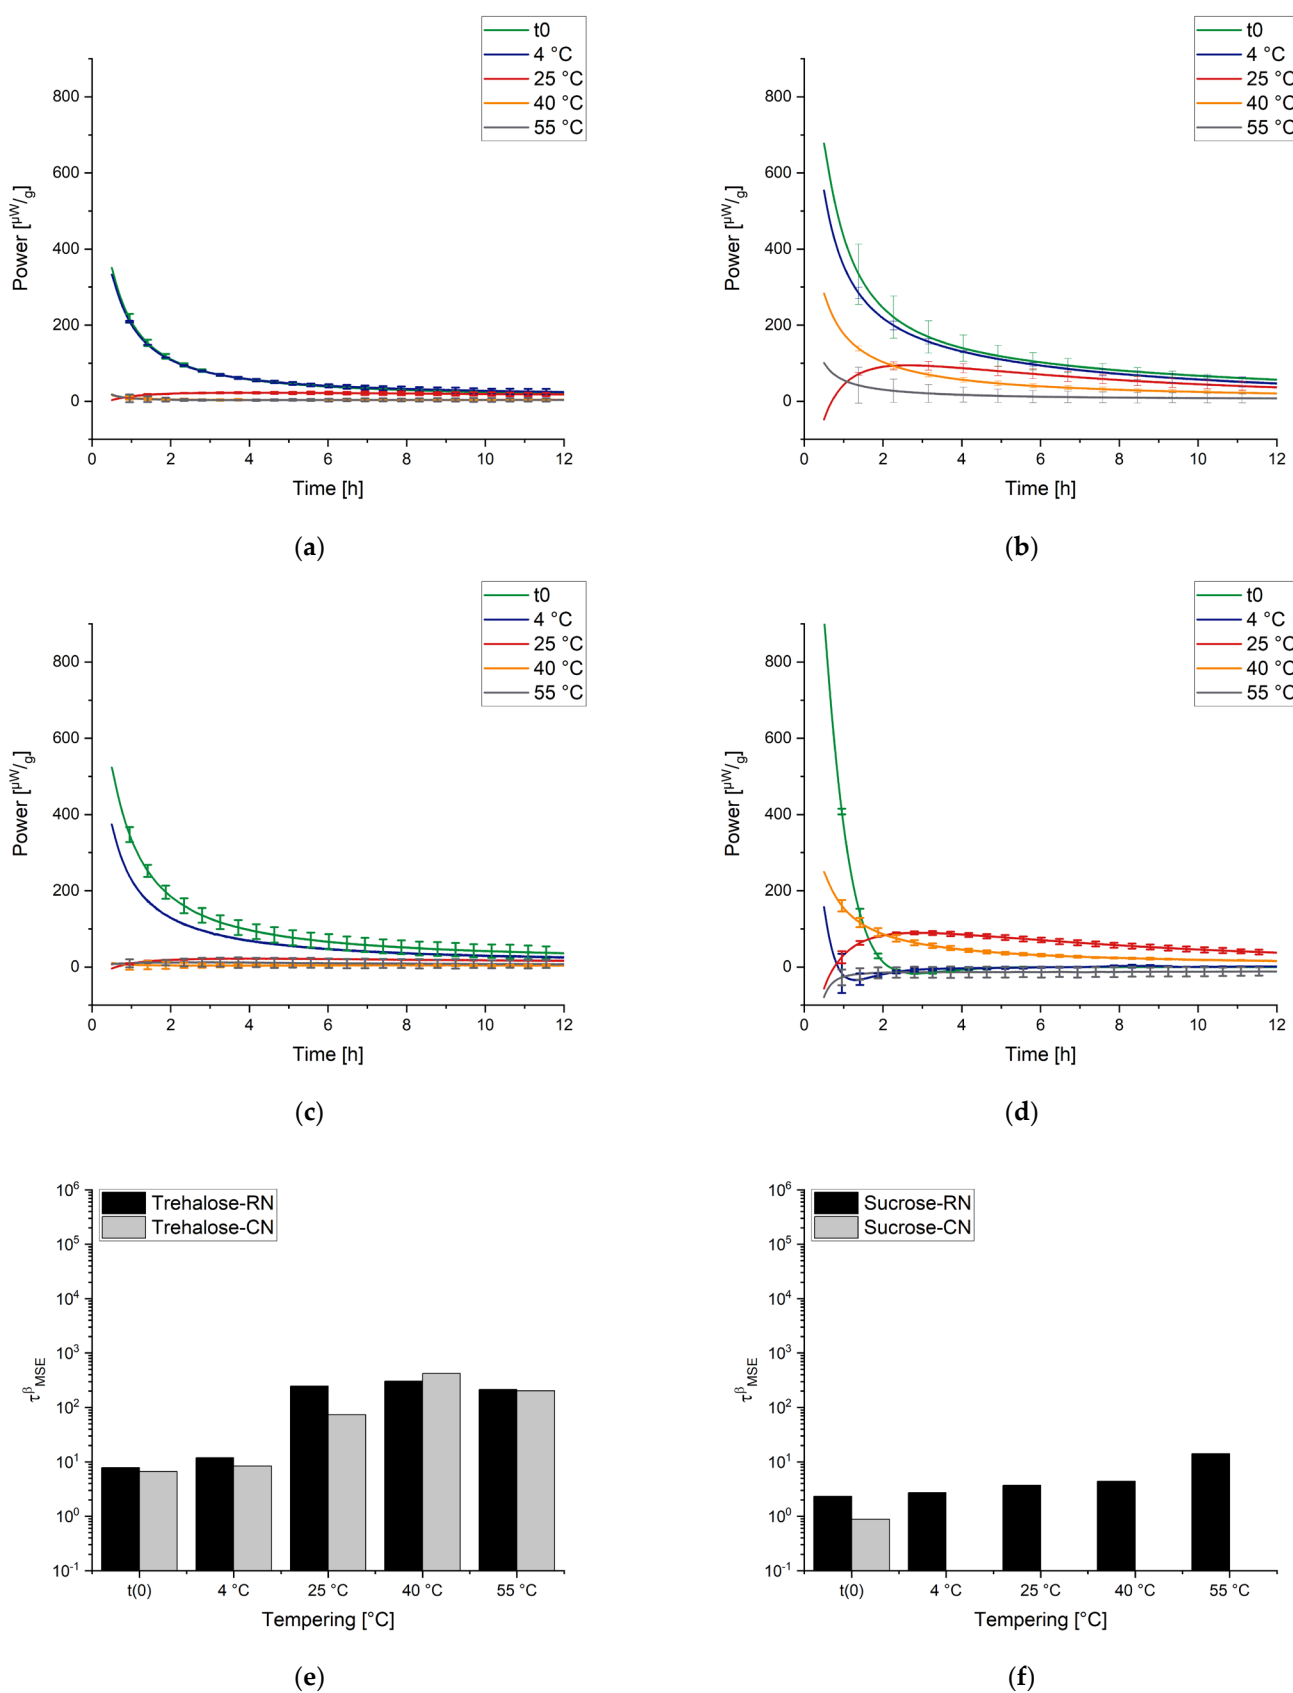 t0
4 °C
25 °C
40 °C
55 °C
800
600
400
200
0
Power [µW/g]
0 2 4 6 8 10 12
Time [h]
(a)
t0
4 °C
25 °C
40 °C
55 °C
800
600
400
200
0
Power [µW/g]
0 2 4 6 8 10 12
Time [h]
(b)
t0
4 °C
25 °C
40 °C
55 °C
800
600
400
200
0
Power [µW/g]
0 2 4 6 8 10 12
Time [h]
(c)
t0
4 °C
25 °C
40 °C
55 °C
800
600
400
200
0
Power [µW/g]
0 2 4 6 8 10 12
Time [h]
(d)
Trehalose-RN
Trehalose-CN
10⁶
10⁵
10⁴
10³
10²
10¹
10⁰
10⁻¹
τᵝMSE
t(0) 4 °C 25 °C 40 °C 55 °C
Tempering [°C]
(e)
Sucrose-RN
Sucrose-CN
10⁶
10⁵
10⁴
10³
10²
10¹
10⁰
10⁻¹
τᵝMSE
t(0) 4 °C 25 °C 40 °C 55 °C
Tempering [°C]
(f)